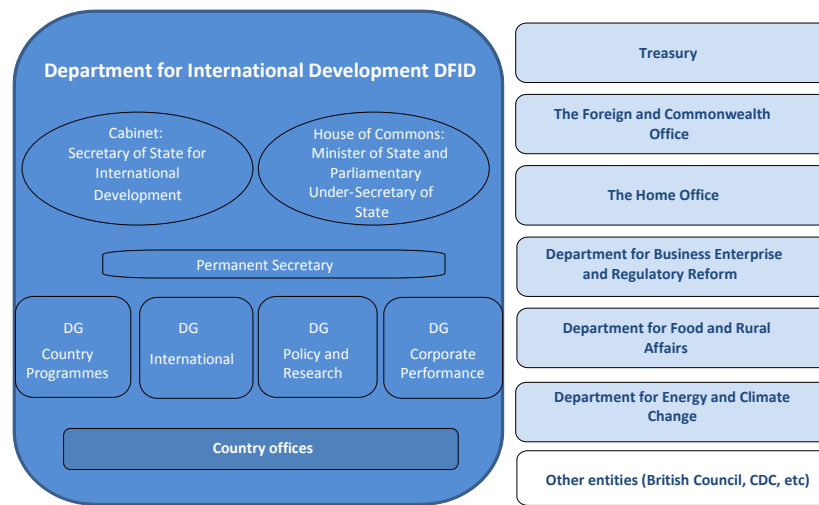 Department for International Development DFID
Cabinet:
Secretary of State for
International
Development
House of Commons:
Minister of State and
Parliamentary
Under-Secretary of
State
Permanent Secretary
DG
Country
Programmes
DG
International
DG
Policy and
Research
DG
Corporate
Performance
Country offices
Treasury
The Foreign and Commonwealth
Office
The Home Office
Department for Business Enterprise
and Regulatory Reform
Department for Food and Rural
Affairs
Department for Energy and Climate
Change
Other entities (British Council, CDC, etc)